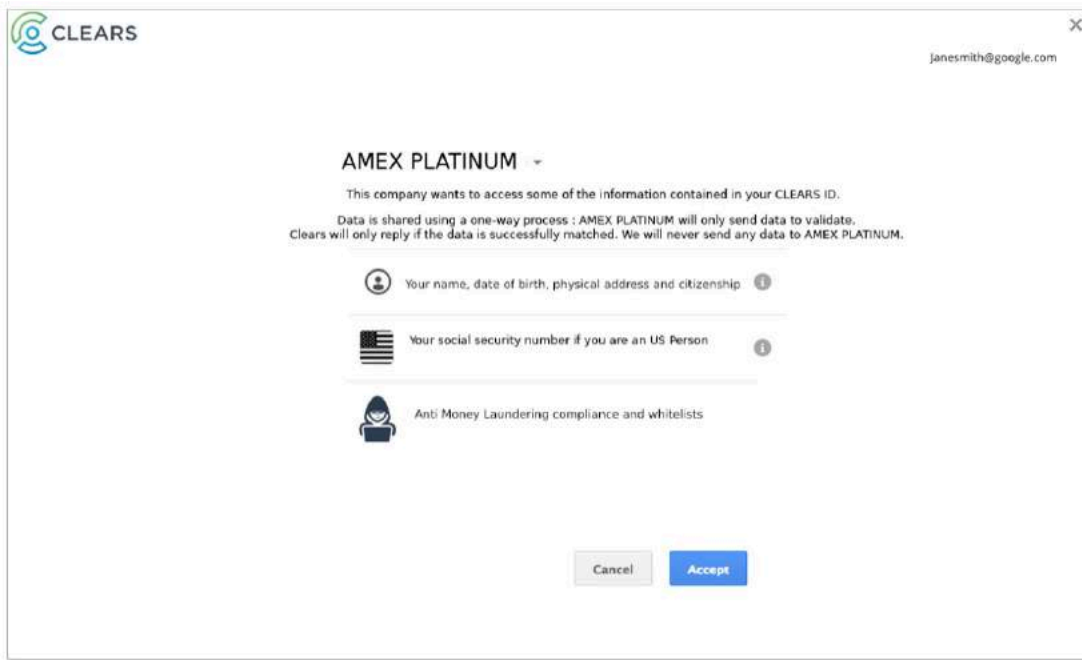 CLEARS
Janesmith@google.com
AMEX PLATINUM
This company wants to access some of the information contained in your CLEARS ID.
Data is shared using a one-way process : AMEX PLATINUM will only send data to validate.
Clears will only reply if the data is successfully matched. We will never send any data to AMEX PLATINUM.
Your name, date of birth, physical address and citizenship
Your social security number if you are an US Person
Anti Money Laundering compliance and whitelists
Cancel Accept